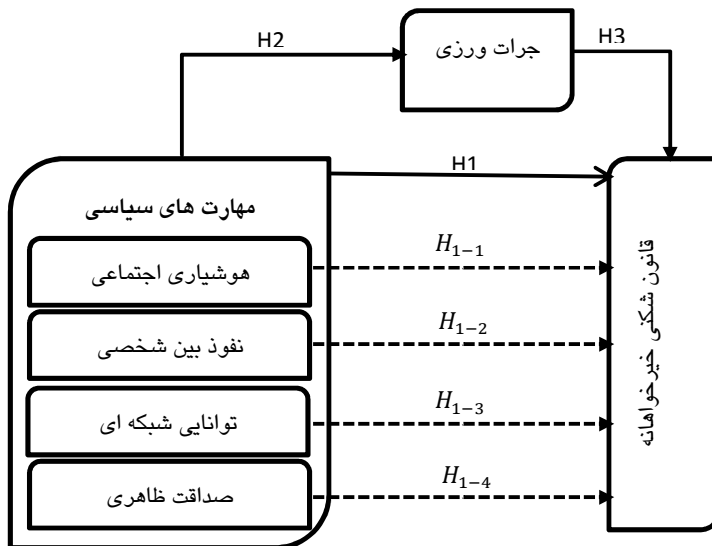 H2
جرات ورزی
H3
H1
مهارت های سیاسی
هوشیاری اجتماعی
H₁₋₁
نفوذ بین شخصی
H₁₋₂
توانایی شبکه ای
H₁₋₃
صداقت ظاهری
H₁₋₄
قانون شکنی خیرخواهانه